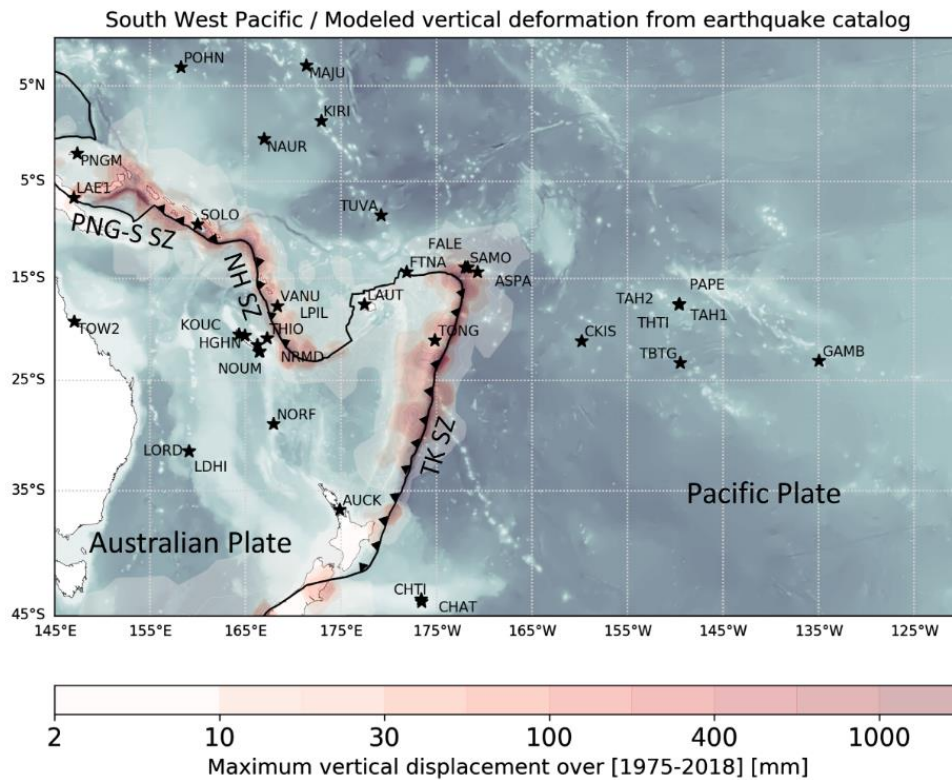 South West Pacific / Modeled vertical deformation from earthquake catalog
POHN
MAJU
5°N
KIRI
NAUR
PNGM
5°S
LAE1
TUVA
SOLO
PNG-S SZ
FALE
SAMO
FTNA
ASPA
15°S
NH SZ
VANU
LAUT
LPIL
PAPE
TAH2
TAH1
THTI
TOW2
KOUC
THIO
TONG
CKIS
HGHN
NRMD
NOUM
TBTG
GAMB
25°S
NORF
LORD
LDHI
TK SZ
35°S
AUCK
Pacific Plate
Australian Plate
CHTI
CHAT
45°S
145°E 155°E 165°E 175°E 175°W 165°W 155°W 145°W 135°W 125°W
2 10 30 100 400 1000
Maximum vertical displacement over [1975-2018] [mm]